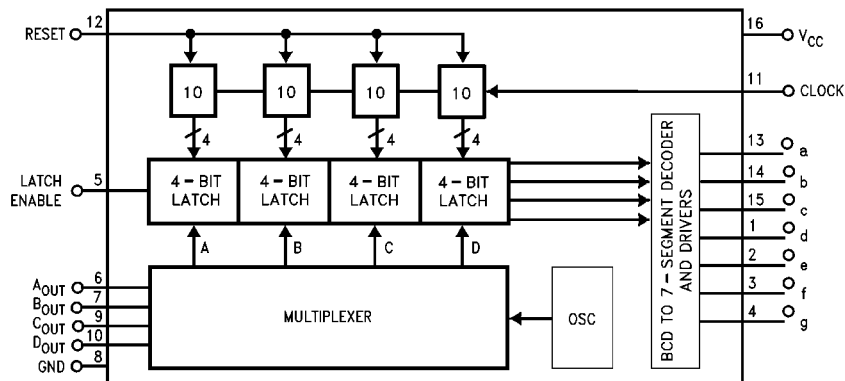 RESET 12
16 VCC
10 10 10 10
11 CLOCK
4 4 4 4
LATCH ENABLE 5
4-BIT LATCH
4-BIT LATCH
4-BIT LATCH
4-BIT LATCH
A B C D
BCD TO 7-SEGMENT DECODER AND DRIVERS
13 a
14 b
15 c
1 d
2 e
3 f
4 g
AOUT 6
BOUT 7
COUT 9
DOUT 10
GND 8
MULTIPLEXER
OSC